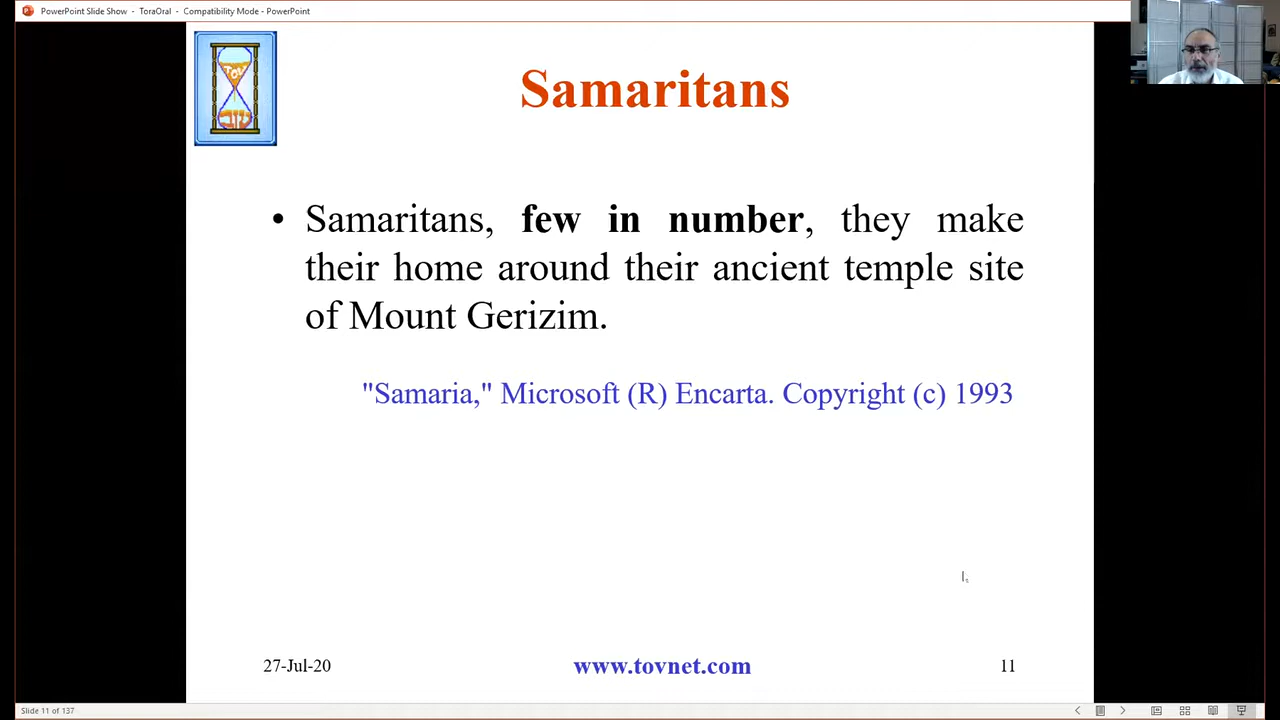 PowerPoint Slide Show - ToraOral - Compatibility Mode - PowerPoint
Samaritans
• Samaritans, few in number, they make
their home around their ancient temple site
of Mount Gerizim.
"Samaria," Microsoft (R) Encarta. Copyright (c) 1993
27-Jul-20
www.tovnet.com
11
Slide 11 of 137